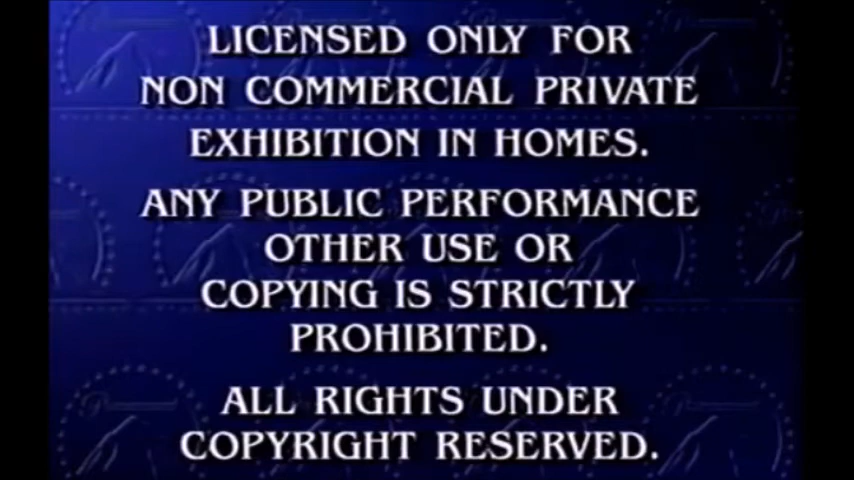 LICENSED ONLY FOR
NON COMMERCIAL PRIVATE
EXHIBITION IN HOMES.
ANY PUBLIC PERFORMANCE
OTHER USE OR
COPYING IS STRICTLY
PROHIBITED.
ALL RIGHTS UNDER
COPYRIGHT RESERVED.
Paramount